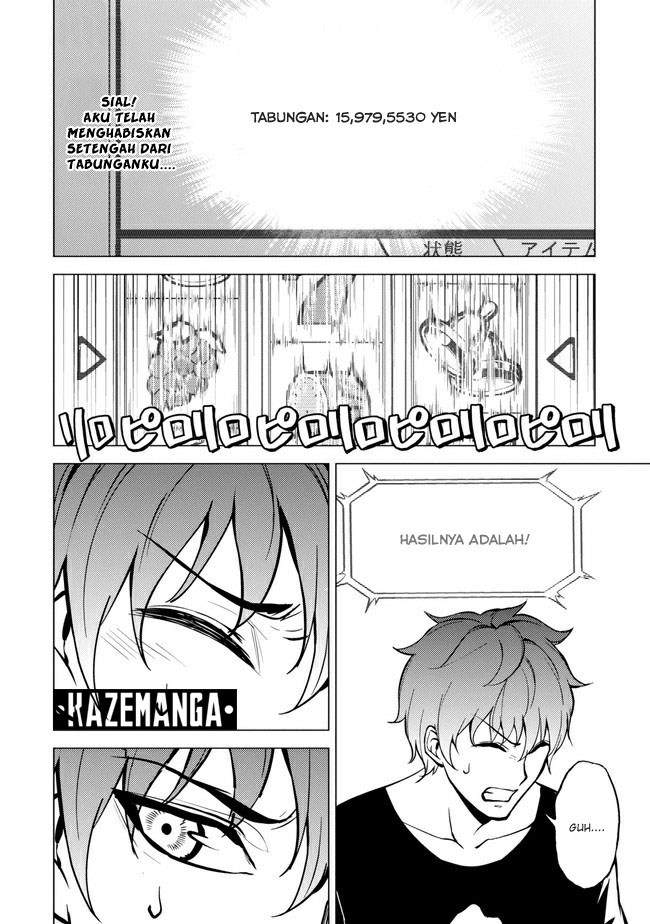 SIAL!
AKU TELAH
MENGHABISKAN
SETENGAH DARI
TABUNGANKU....
TABUNGAN: 15,979,5530 YEN
状態 アイテム
7
リロピロリロピロリロピロリロピロリ
HASILNYA ADALAH!
KAZEMANGA
GUH....